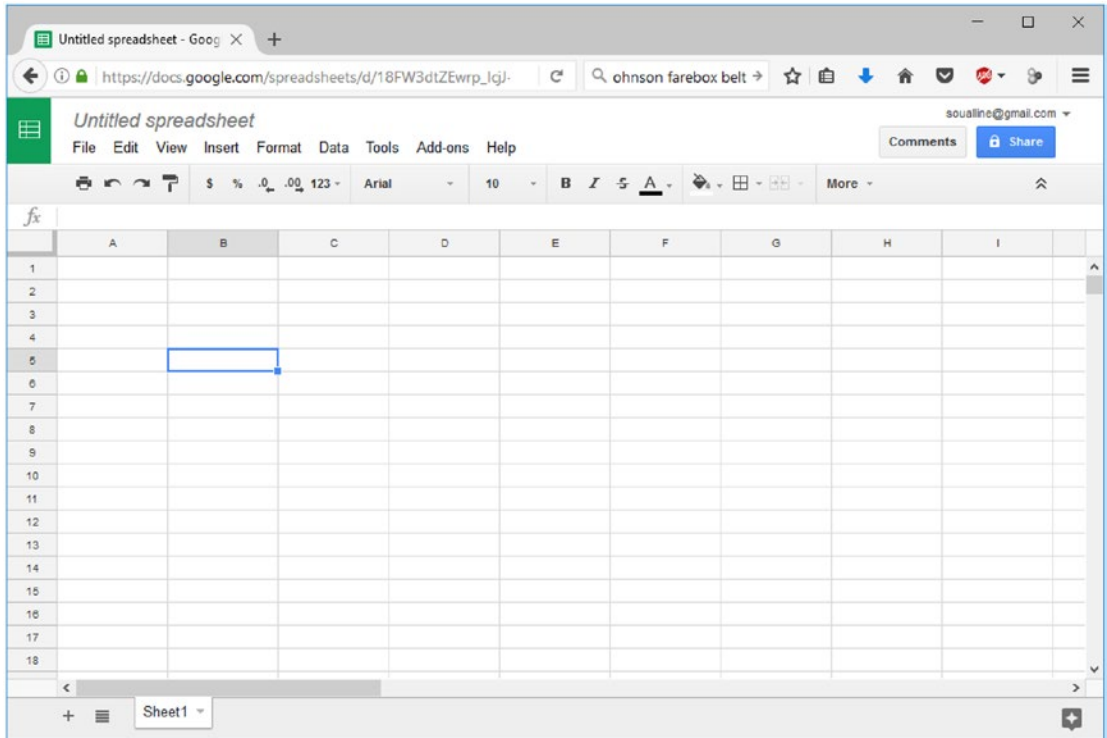 Untitled spreadsheet - Goog
https://docs.google.com/spreadsheets/d/18FW3dtZEwrp_
ohnson farebox belt
ABP
Untitled spreadsheet
soualline@gmail.com
File Edit View Insert Format Data Tools Add-ons Help
Comments
Share
$ % .0 .00 123 Arial 10 B I S A More
fx
A B C D E F G H I
1
2
3
4
5
6
7
8
9
10
11
12
13
14
15
16
17
18
Sheet1